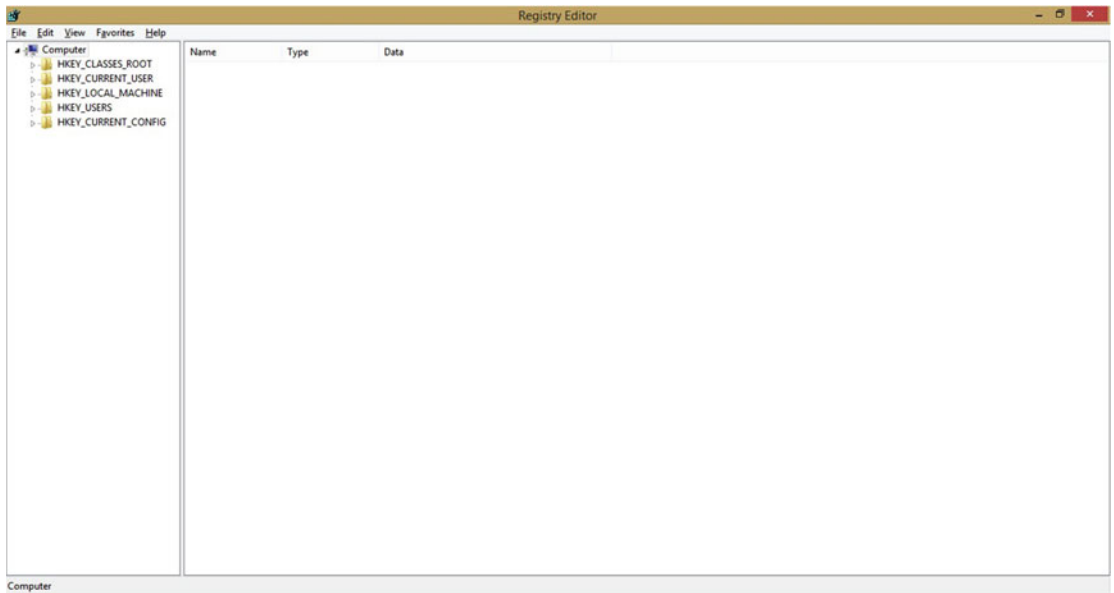 Registry Editor
File Edit View Favorites Help
Computer
Name Type Data
HKEY_CLASSES_ROOT
HKEY_CURRENT_USER
HKEY_LOCAL_MACHINE
HKEY_USERS
HKEY_CURRENT_CONFIG
Computer